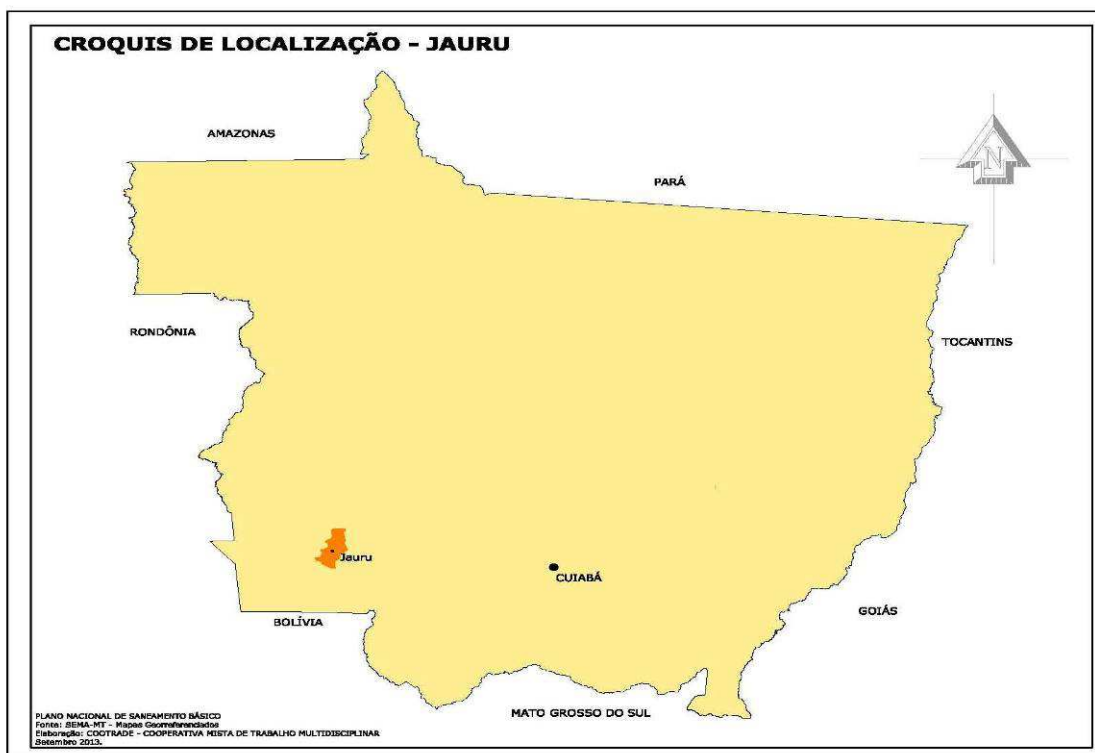 CROQUIS DE LOCALIZAÇÃO - JAURU
AMAZONAS
PARÁ
N
RONDÔNIA
TOCANTINS
Jauru
CUIABÁ
GOIÁS
BOLÍVIA
MATO GROSSO DO SUL
PLANO NACIONAL DE SANEAMENTO BÁSICO
Fonte: SEMA-MT - Mapas Georreferenciados
Elaboração: COOTRADE - COOPERATIVA MISTA DE TRABALHO MULTIDISCIPLINAR
Setembro 2013.